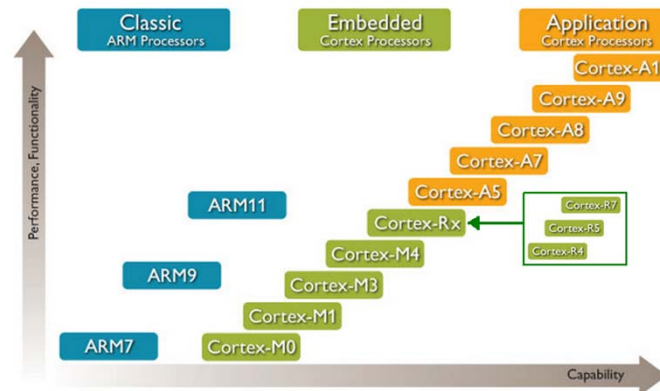 Classic
ARM Processors
Embedded
Cortex Processors
Application
Cortex Processors
Cortex-A1
Cortex-A9
Cortex-A8
Cortex-A7
Cortex-A5
ARM11
Cortex-R7
Cortex-Rx
Cortex-R5
Cortex-R4
Cortex-M4
ARM9
Cortex-M3
Cortex-M1
ARM7
Cortex-M0
Performance, Functionality
Capability